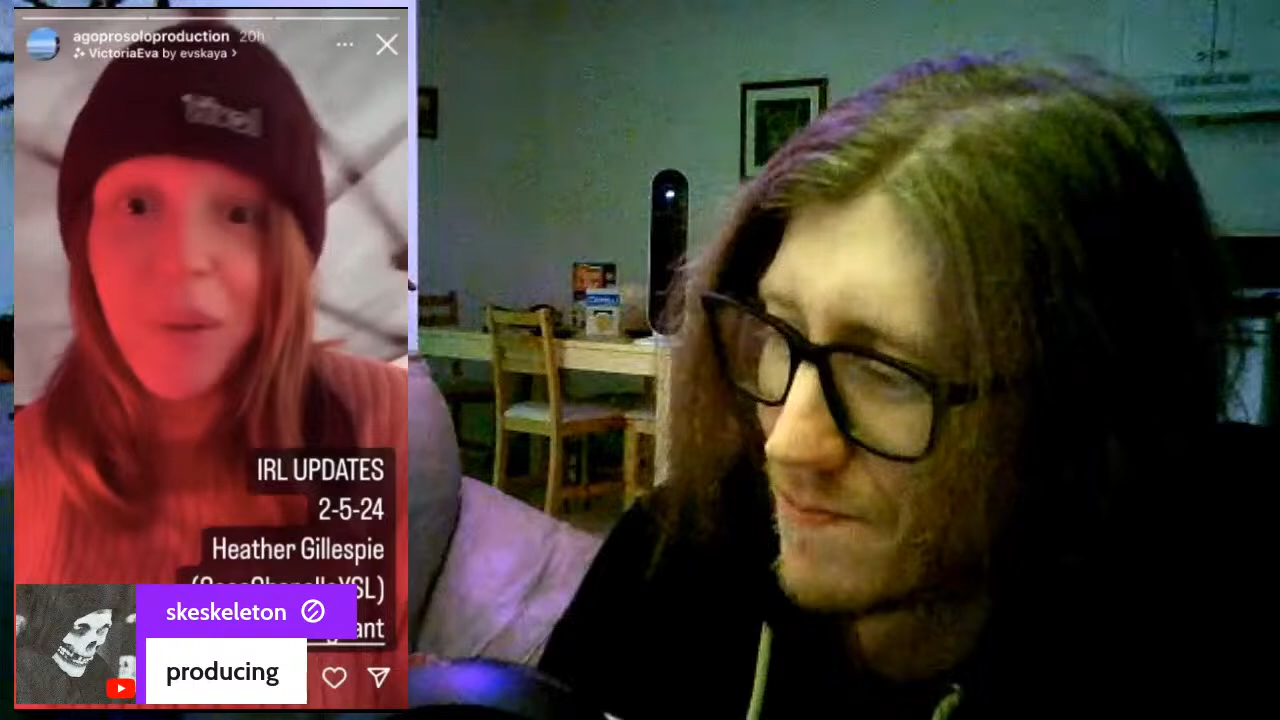 agoprosoloproduction 20h
VictoriaEva by evskaya >
IRL UPDATES
2-5-24
Heather Gillespie
skeskeleton
producing